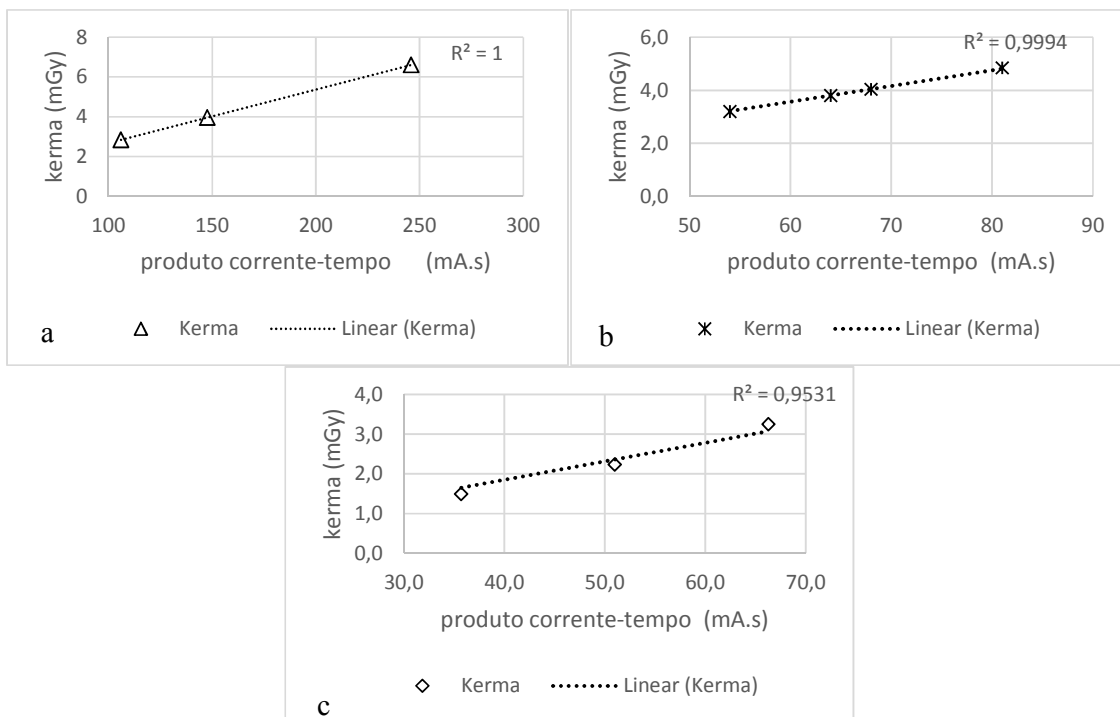 R² = 1
kerma (mGy)
8
6
4
2
0
100 150 200 250 300
produto corrente-tempo (mA.s)
Kerma Linear (Kerma)
a
R² = 0,9994
kerma (mGy)
6,0
4,0
2,0
0,0
50 60 70 80 90
produto corrente-tempo (mA.s)
Kerma Linear (Kerma)
b
R² = 0,9531
kerma (mGy)
4,0
3,0
2,0
1,0
0,0
30,0 40,0 50,0 60,0 70,0
produto corrente-tempo (mA.s)
Kerma Linear (Kerma)
c